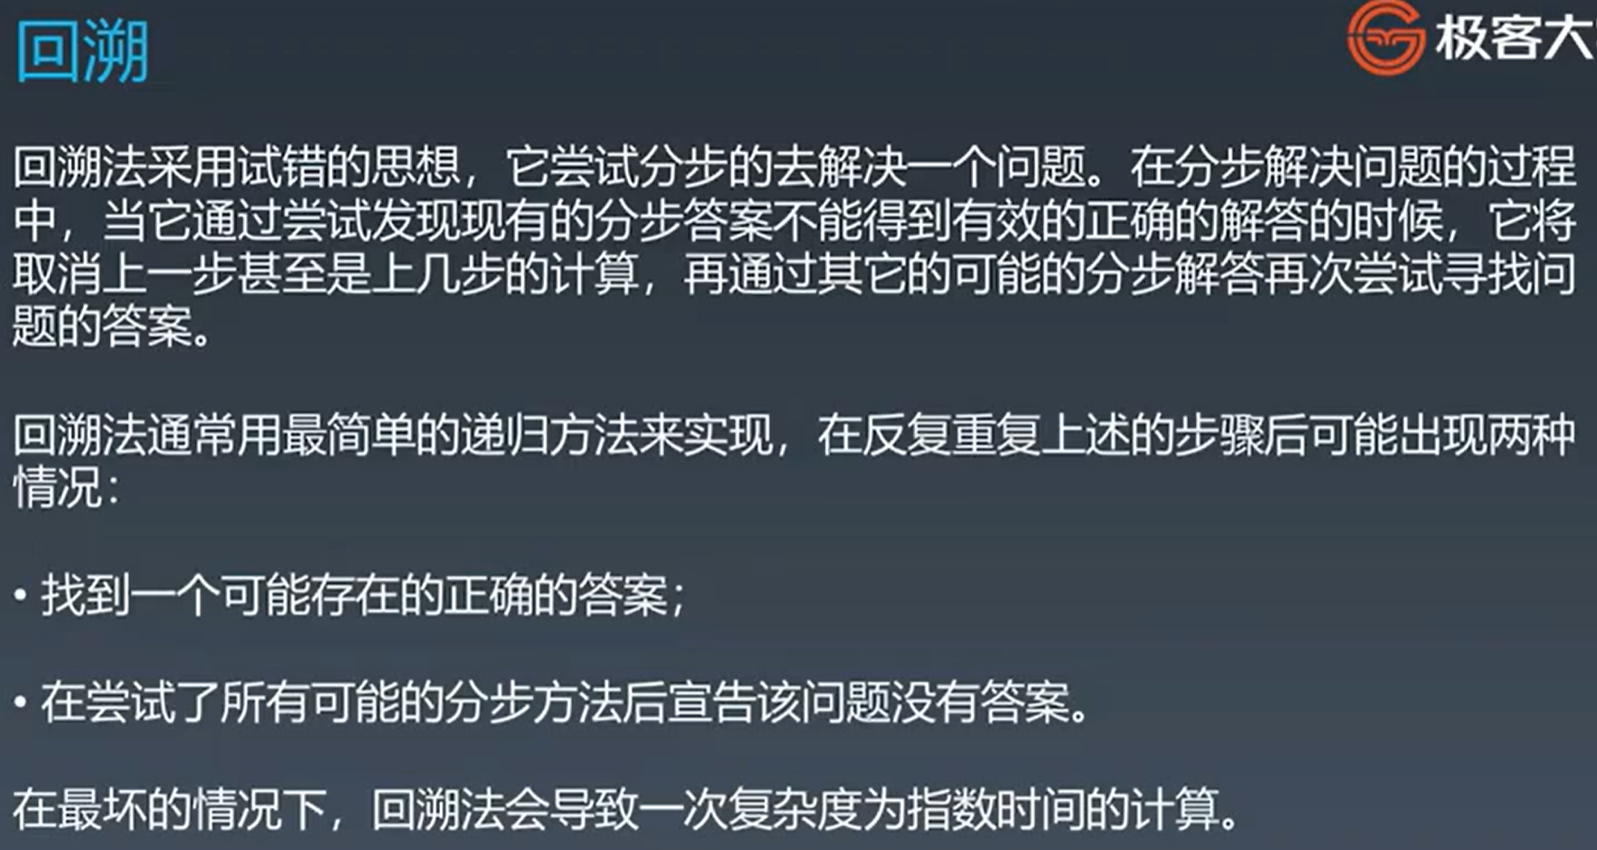 回溯
极客大
回溯法采用试错的思想，它尝试分步的去解决一个问题。在分步解决问题的过程
中，当它通过尝试发现现有的分步答案不能得到有效的正确的解答的时候，它将
取消上一步甚至是上几步的计算，再通过其它的可能的分步解答再次尝试寻找问
题的答案。
回溯法通常用最简单的递归方法来实现，在反复重复上述的步骤后可能出现两种
情况：
• 找到一个可能存在的正确的答案；
• 在尝试了所有可能的分步方法后宣告该问题没有答案。
在最坏的情况下，回溯法会导致一次复杂度为指数时间的计算。